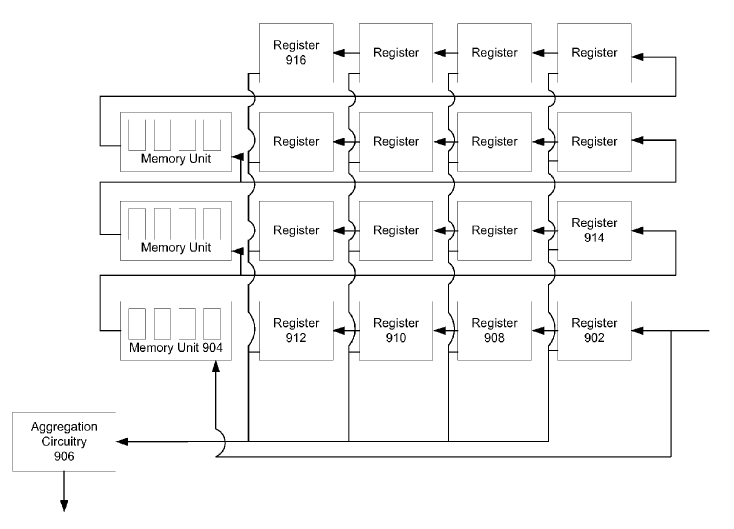 Register
916
Register
Register
Register
Memory Unit
Register
Register
Register
Register
Memory Unit
Register
Register
Register
Register
914
Memory Unit 904
Register
912
Register
910
Register
908
Register
902
Aggregation
Circuitry
906